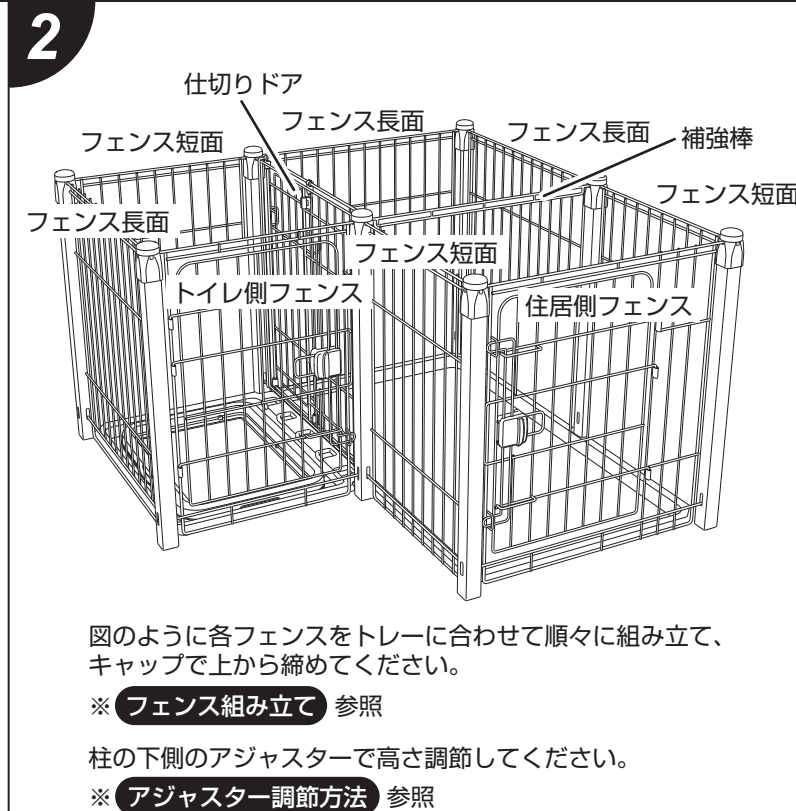 2
仕切りドア
フェンス短面
フェンス長面
フェンス長面
補強棒
フェンス短面
フェンス長面
フェンス短面
トイレ側フェンス
住居側フェンス
図のように各フェンスをトレーに合わせて順々に組み立て、
キャップで上から締めてください。
※ フェンス組み立て 参照
柱の下側のアジャスターで高さ調節してください。
※ アジャスター調節方法 参照